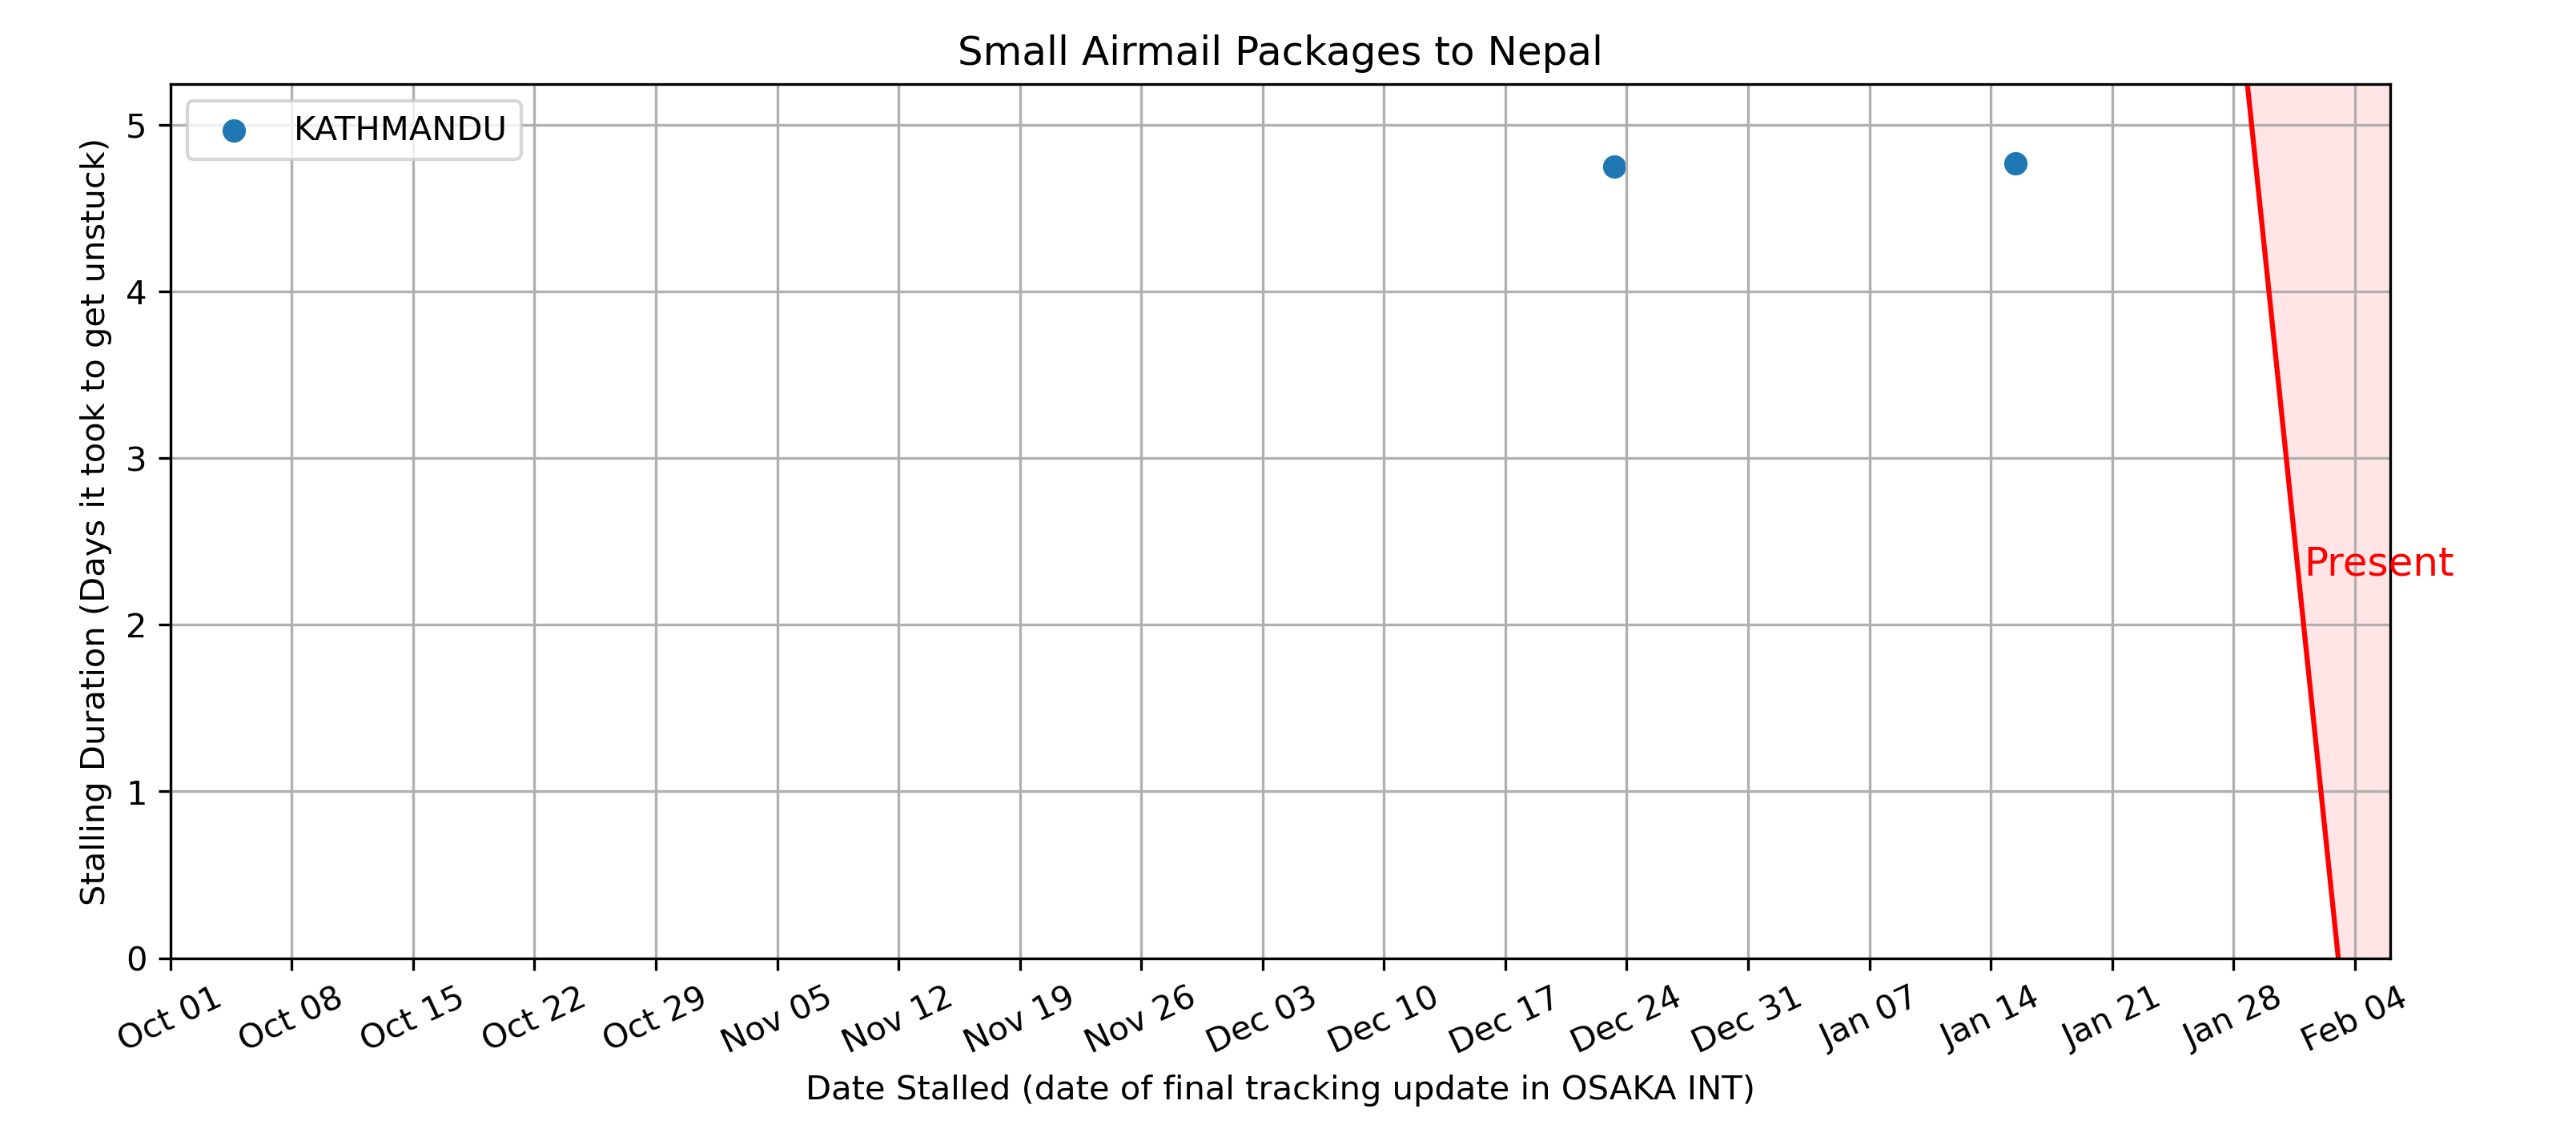 Small Airmail Packages to Nepal
KATHMANDU
Stalling Duration (Days it took to get unstuck)
5
4
3
2
1
0
Present
Oct 01
Oct 08
Oct 15
Oct 22
Oct 29
Nov 05
Nov 12
Nov 19
Nov 26
Dec 03
Dec 10
Dec 17
Dec 24
Dec 31
Jan 07
Jan 14
Jan 21
Jan 28
Feb 04
Date Stalled (date of final tracking update in OSAKA INT)